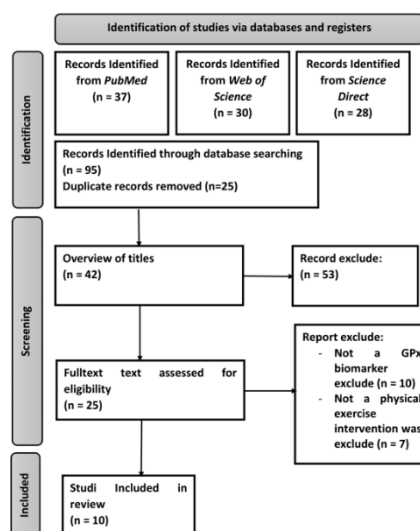 Identification of studies via databases and registers
Identification
Records Identified
from PubMed
(n = 37)
Records Identified
from Web of
Science
(n = 30)
Records Identified
from Science
Direct
(n = 28)
Records Identified through database searching
(n = 95)
Duplicate records removed (n=25)
Screening
Overview of titles
(n = 42)
Record exclude:
(n = 53)
Fulltext text assessed for
eligibility
(n = 25)
Report exclude:
- Not a GPx
biomarker
exclude (n = 10)
- Not a physical
exercise
intervention was
exclude (n = 7)
Included
Studi Included in
review
(n = 10)